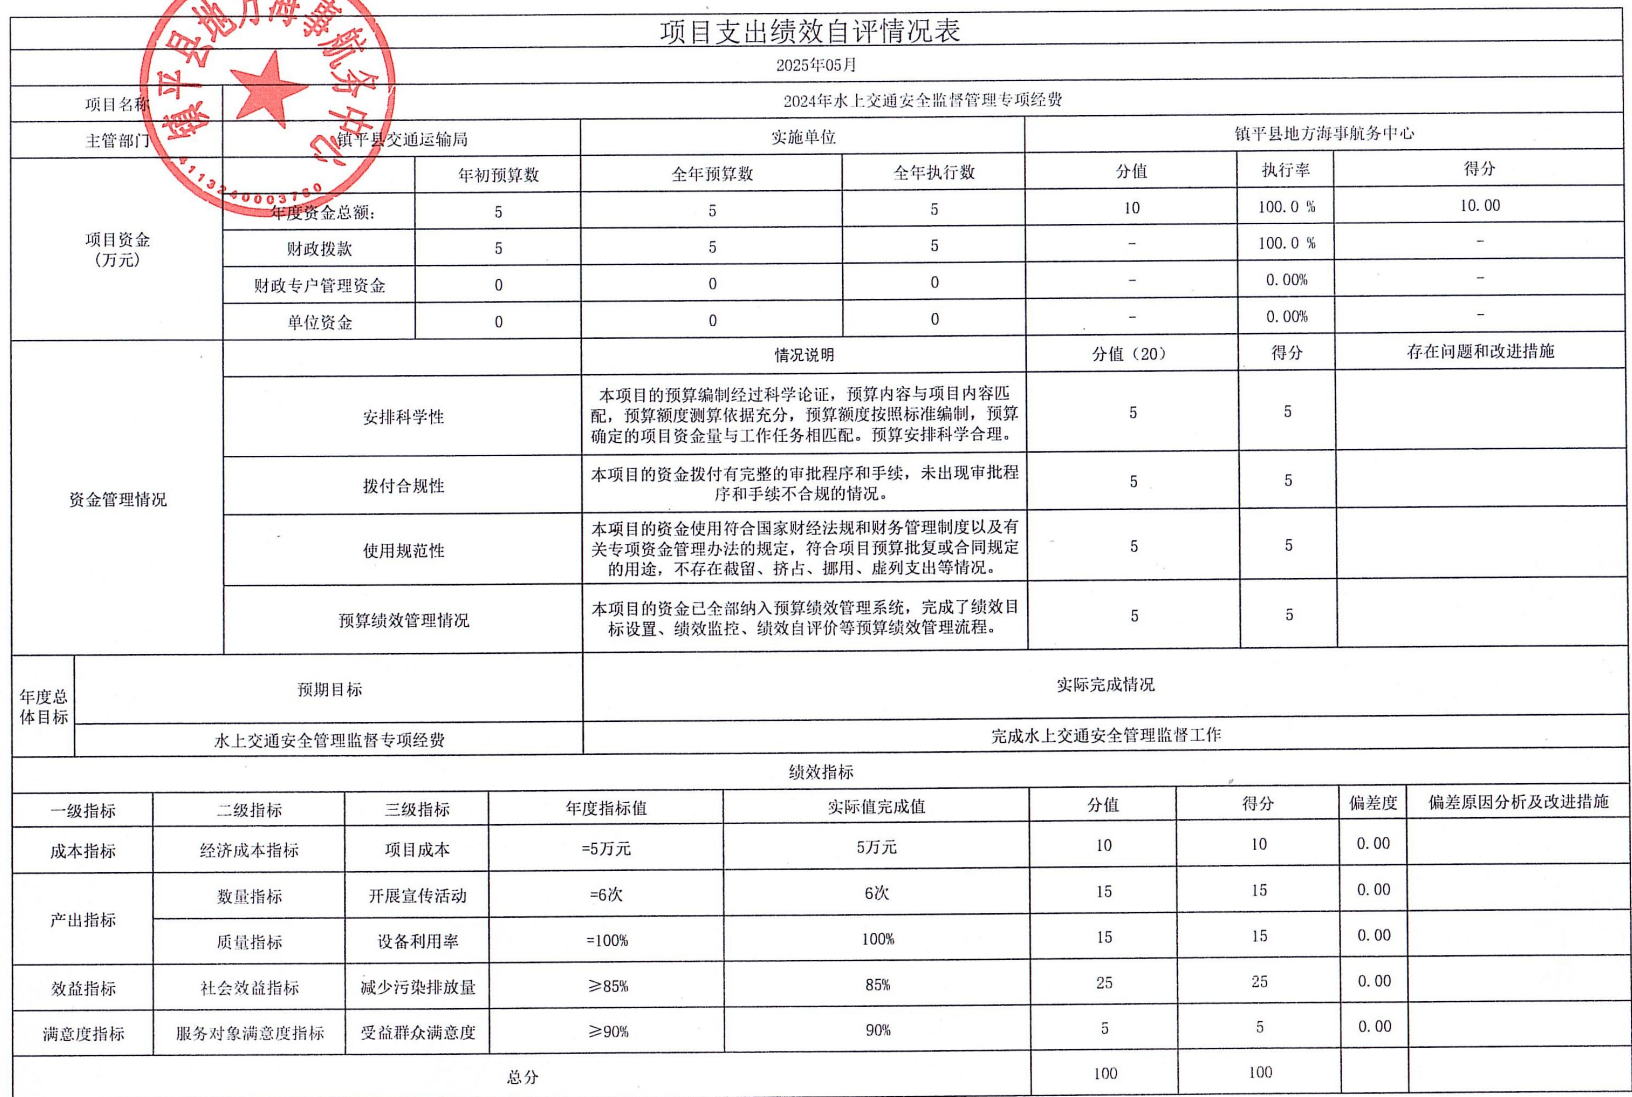 项目支出绩效自评情况表
2025年05月
项目名称 2024年水上交通安全监督管理专项经费
主管部门 镇平县交通运输局 实施单位 镇平县地方海事航务中心
镇平县地方海事航务中心
4113240003780
项目资金
(万元)
年初预算数 全年预算数 全年执行数 分值 执行率 得分
年度资金总额: 5 5 5 10 100.0 % 10.00
财政拨款 5 5 5 - 100.0 % -
财政专户管理资金 0 0 0 - 0.00% -
单位资金 0 0 0 - 0.00% -
资金管理情况
情况说明 分值（20） 得分 存在问题和改进措施
安排科学性
本项目的预算编制经过科学论证，预算内容与项目内容匹
配，预算额度测算依据充分，预算额度按照标准编制，预算
确定的项目资金量与工作任务相匹配。预算安排科学合理。
5 5
拨付合规性
本项目的资金拨付有完整的审批程序和手续，未出现审批程
序和手续不合规的情况。
5 5
使用规范性
本项目的资金使用符合国家财经法规和财务管理制度以及有
关专项资金管理办法的规定，符合项目预算批复或合同规定
的用途，不存在截留、挤占、挪用、虚列支出等情况。
5 5
预算绩效管理情况
本项目的资金已全部纳入预算绩效管理系统，完成了绩效目
标设置、绩效监控、绩效自评价等预算绩效管理流程。
5 5
年度总
体目标
预期目标 实际完成情况
水上交通安全管理监督专项经费 完成水上交通安全管理监督工作
绩效指标
一级指标 二级指标 三级指标 年度指标值 实际值完成值 分值 得分 偏差度 偏差原因分析及改进措施
成本指标 经济成本指标 项目成本 =5万元 5万元 10 10 0.00
产出指标 数量指标 开展宣传活动 =6次 6次 15 15 0.00
质量指标 设备利用率 =100% 100% 15 15 0.00
效益指标 社会效益指标 减少污染排放量 ≥85% 85% 25 25 0.00
满意度指标 服务对象满意度指标 受益群众满意度 ≥90% 90% 5 5 0.00
总分 100 100